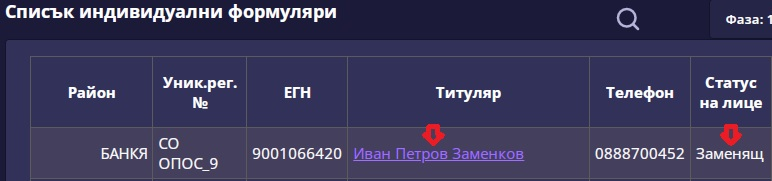 Списък индивидуални формуляри
Фаза: 1
Район
Уник.рег.
№
ЕГН
Титуляр
Телефон
Статус
на лице
БАНКЯ
СО
ОПОС_9
9001066420
Иван Петров Заменков
0888700452
Заменящ